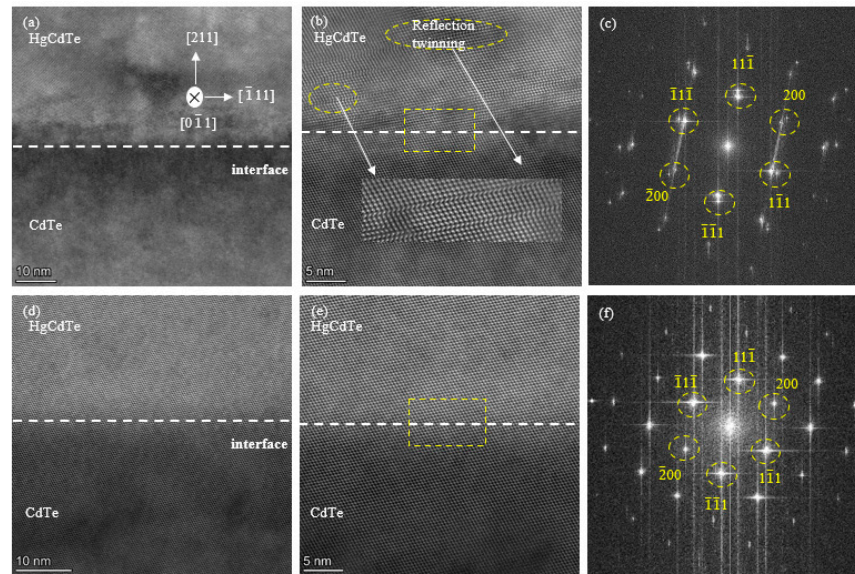 (a)
HgCdTe
[211]
[1̄11]
[01̄1]
interface
CdTe
10 nm
(b)
HgCdTe
Reflection
twinning
CdTe
5 nm
(c)
111̄
1̄11̄
200
2̄00
11̄1
1̄1̄1
(d)
HgCdTe
interface
CdTe
10 nm
(e)
HgCdTe
CdTe
5 nm
(f)
111̄
1̄11̄
200
2̄00
11̄1
1̄1̄1